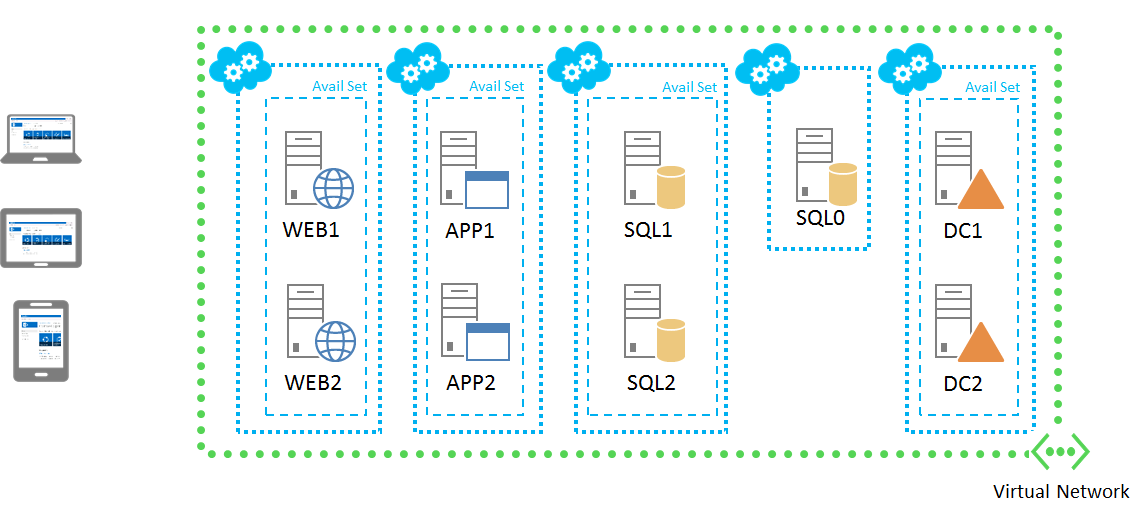 Avail Set Avail Set Avail Set Avail Set
WEB1 APP1 SQL1 SQL0 DC1
WEB2 APP2 SQL2 DC2
Virtual Network